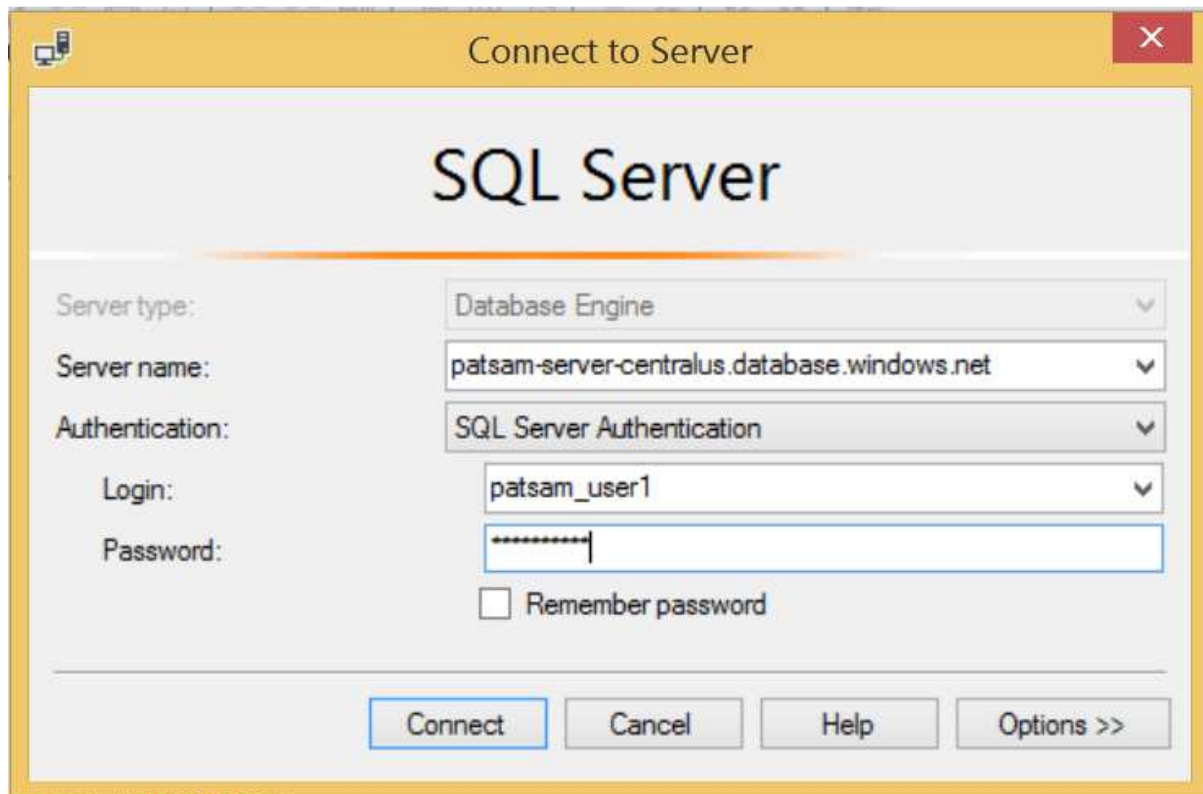 Connect to Server
SQL Server
Server type: Database Engine
Server name: patsam-server-centralus.database.windows.net
Authentication: SQL Server Authentication
Login: patsam_user1
Password: **********
Remember password
Connect Cancel Help Options >>